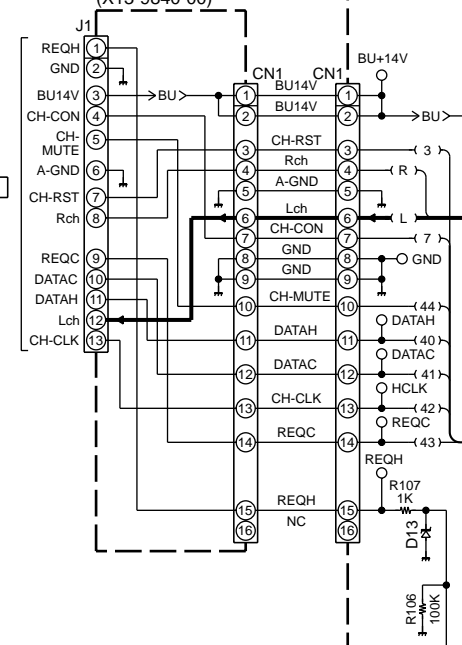 (X13-9840-00)
J1
REQH 1
GND 2
BU14V 3 BU
CH-CON 4
CH-MUTE 5
A-GND 6
CH-RST 7
Rch 8
REQC 9
DATAC 10
DATAH 11
Lch 12
CH-CLK 13
CN1 CN1
BU+14V
1 BU14V 1
2 BU14V 2 BU
3 CH-RST 3 3
4 Rch 4 R
5 A-GND 5
6 Lch 6 L
7 CH-CON 7 7
8 GND 8 GND
9 GND 9
10 CH-MUTE 10 44
DATAH
11 DATAH 11 40
DATAC
12 DATAC 12 41
HCLK
13 CH-CLK 13 42
REQC
14 REQC 14 43
REQH
R107
1K
15 REQH 15
16 NC 16
D13
R106
100K